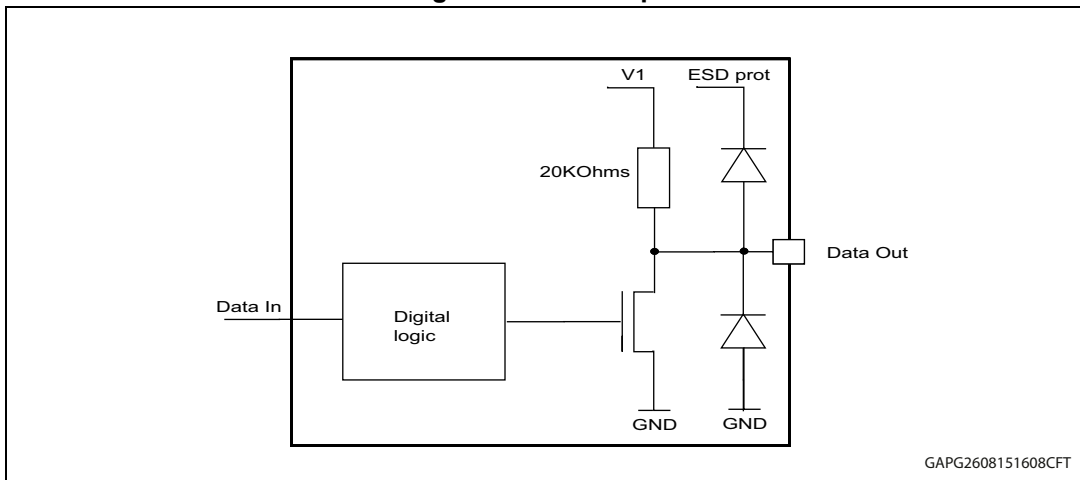 V1
ESD prot
20KOhms
Data Out
Data In
Digital
logic
GND
GND
GAPG2608151608CFT